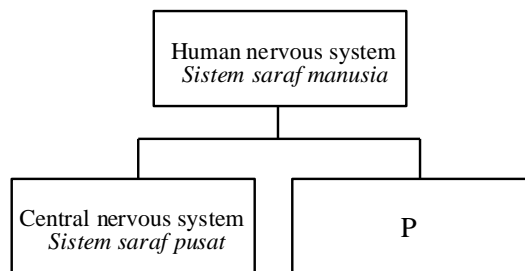 Human nervous system
Sistem saraf manusia
Central nervous system
Sistem saraf pusat
P